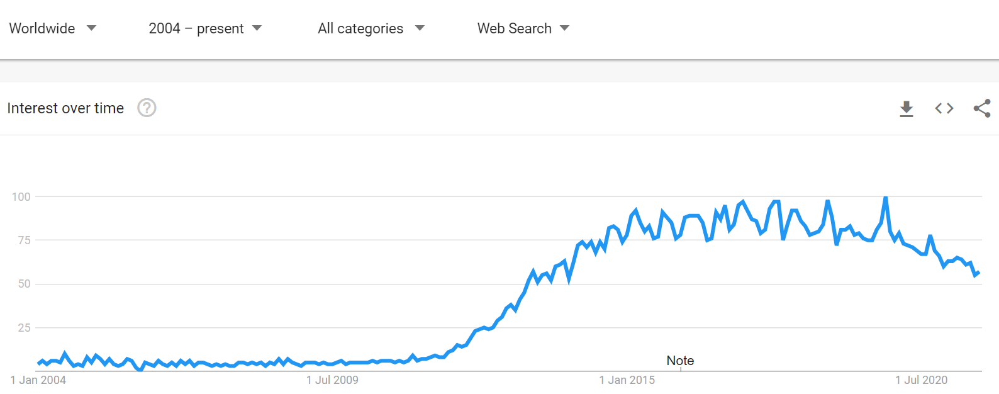 Worldwide 2004 – present All categories Web Search
Interest over time ?
100
75
50
25
Note
1 Jan 2004 1 Jul 2009 1 Jan 2015 1 Jul 2020